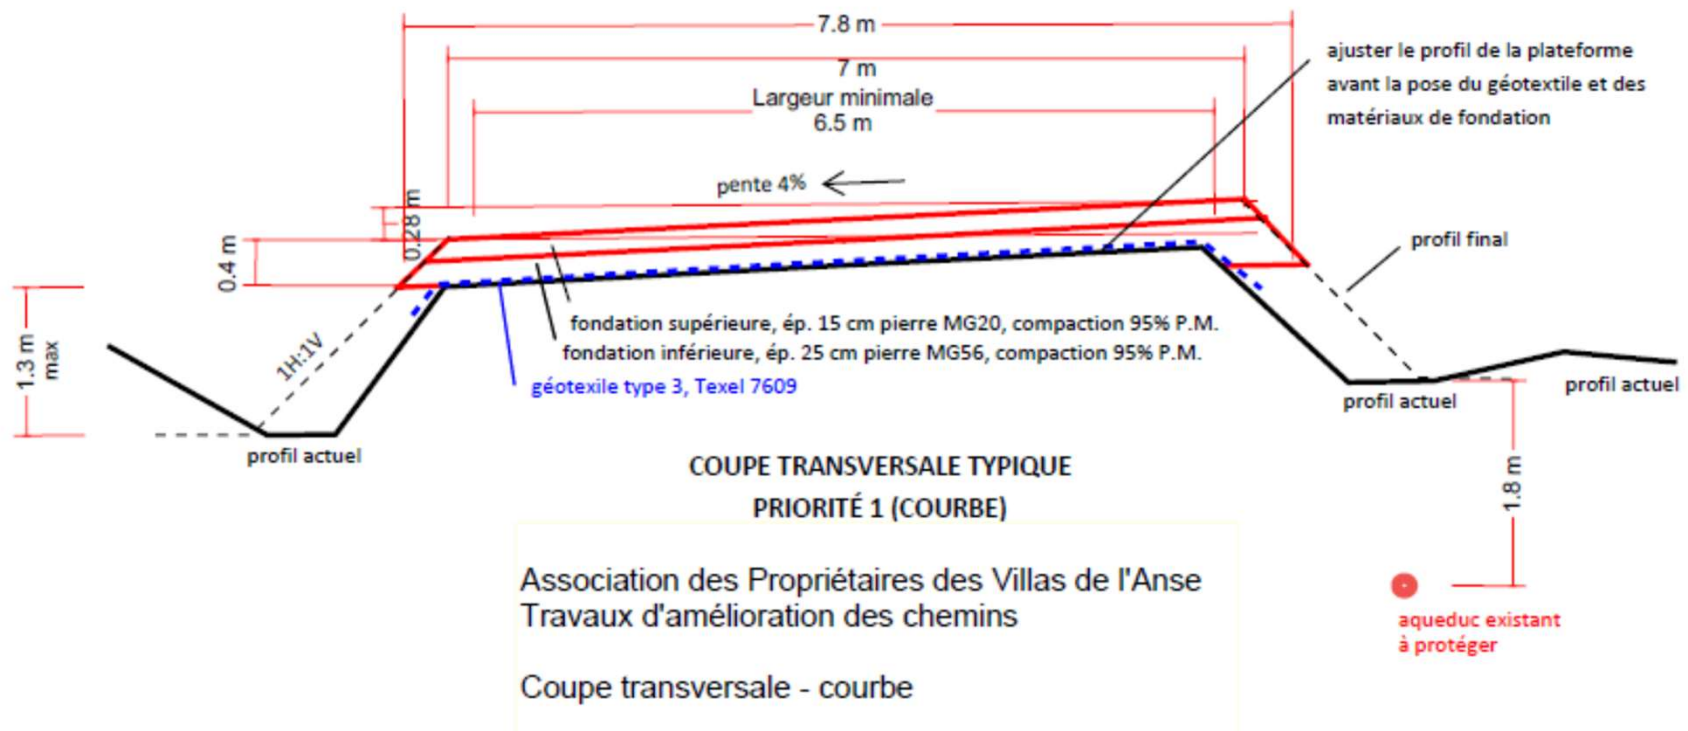 7.8 m
7 m
Largeur minimale
6.5 m
ajuster le profil de la plateforme
avant la pose du géotextile et des
matériaux de fondation
pente 4%
0.28 m
0.4 m
profil final
1.3 m
max
1H:1V
fondation supérieure, ép. 15 cm pierre MG20, compaction 95% P.M.
fondation inférieure, ép. 25 cm pierre MG56, compaction 95% P.M.
géotexile type 3, Texel 7609
profil actuel
profil actuel
profil actuel
COUPE TRANSVERSALE TYPIQUE
PRIORITÉ 1 (COURBE)
1.8 m
Association des Propriétaires des Villas de l'Anse
Travaux d'amélioration des chemins
aqueduc existant
à protéger
Coupe transversale - courbe